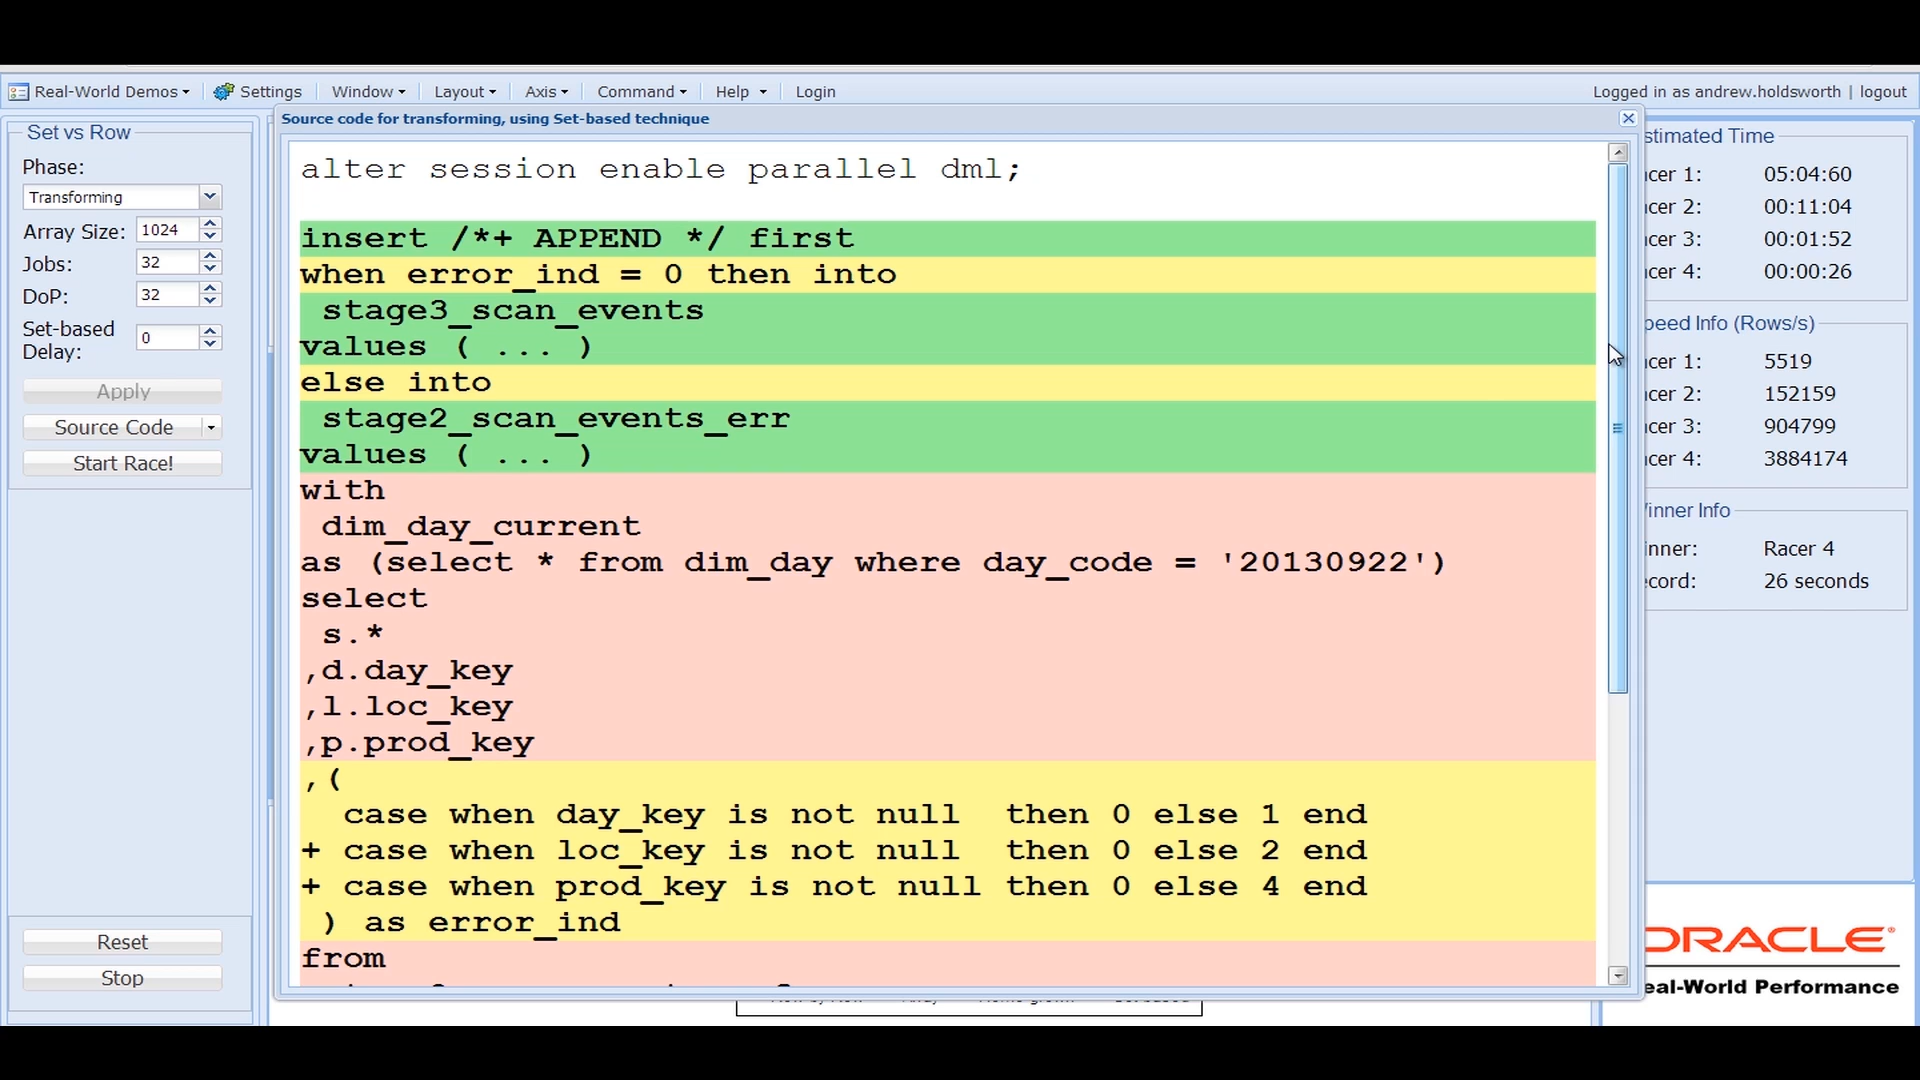 Real-World Demos
Settings
Window
Layout
Axis
Command
Help
Login
Logged in as andrew.holdsworth | logout
Set vs Row
Phase:
Transforming
Array Size: 1024
Jobs: 32
DoP: 32
Set-based
Delay: 0
Apply
Source Code
Start Race!
Reset
Stop
Source code for transforming, using Set-based technique
alter session enable parallel dml;
insert /*+ APPEND */ first
when error_ind = 0 then into
stage3_scan_events
values ( ... )
else into
stage2_scan_events_err
values ( ... )
with
dim_day_current
as (select * from dim_day where day_code = '20130922')
select
s.*
,d.day_key
,l.loc_key
,p.prod_key
,(
case when day_key is not null then 0 else 1 end
+ case when loc_key is not null then 0 else 2 end
+ case when prod_key is not null then 0 else 4 end
) as error_ind
from
stimated Time
cer 1: 05:04:60
cer 2: 00:11:04
cer 3: 00:01:52
cer 4: 00:00:26
peed Info (Rows/s)
cer 1: 5519
cer 2: 152159
cer 3: 904799
cer 4: 3884174
inner Info
nner: Racer 4
cord: 26 seconds
ORACLE
eal-World Performance